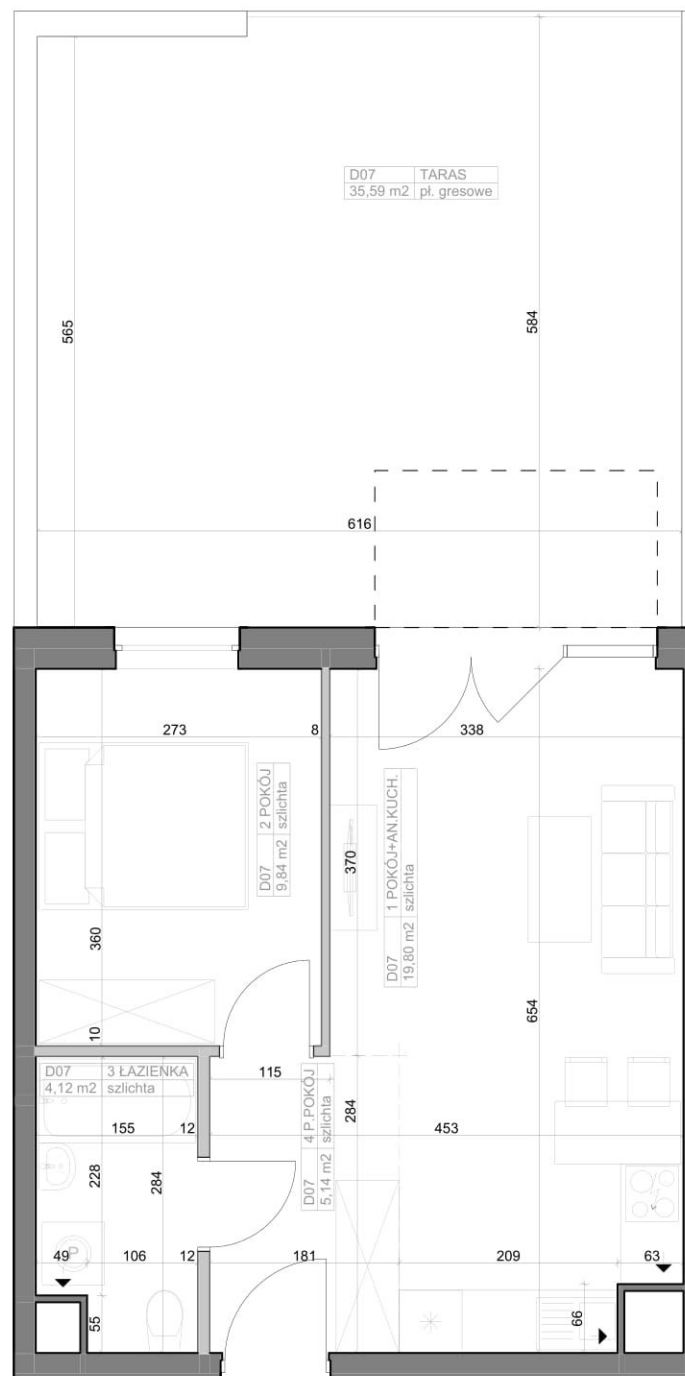 D07 TARAS
35,59 m2 pł. gresowe
565
584
616
273
8
338
D07 2 POKÓJ
9,84 m2 szlichta
370
D07 1 POKÓJ+AN.KUCH.
19,80 m2 szlichta
360
654
10
D07 3 ŁAZIENKA
4,12 m2 szlichta
115
D07 4 P.POKÓJ
5,14 m2 szlichta
284
155
12
453
228
284
49
106
12
181
209
63
55
66
P